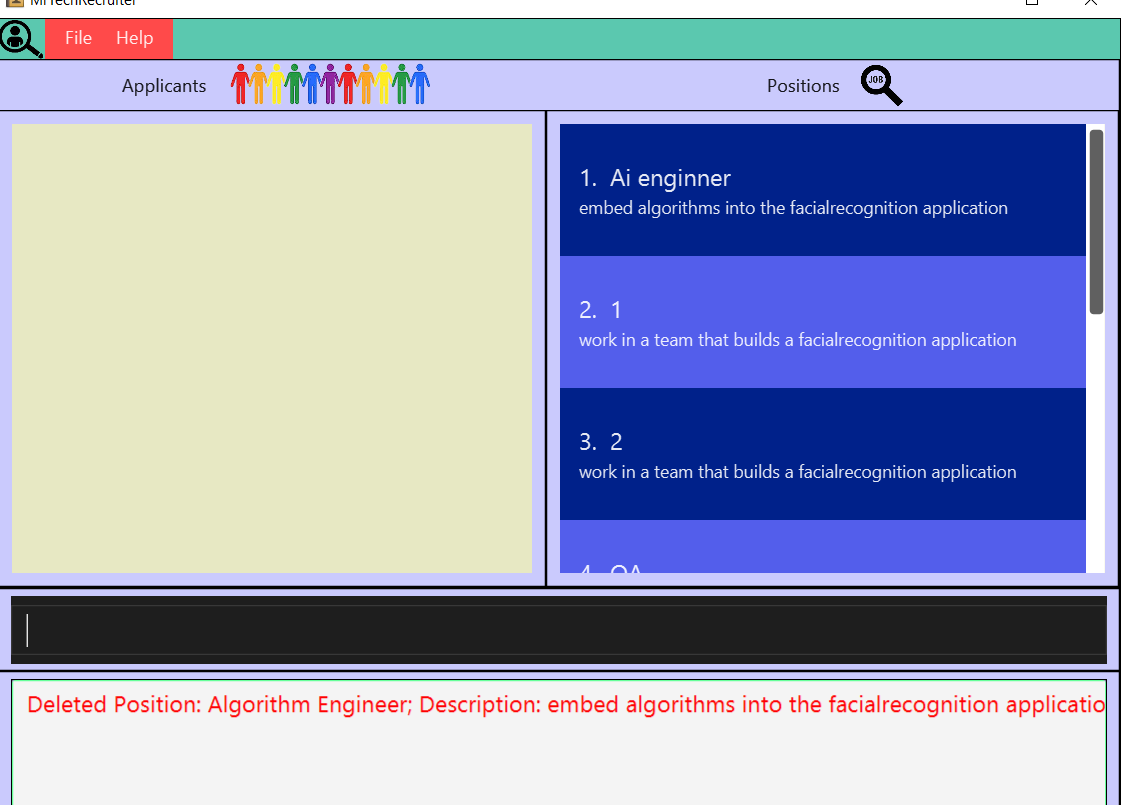 MrTechRecruiter
File Help
Applicants
Positions JOB
1. Ai enginner
embed algorithms into the facialrecognition application
2. 1
work in a team that builds a facialrecognition application
3. 2
work in a team that builds a facialrecognition application
4. QA
Deleted Position: Algorithm Engineer; Description: embed algorithms into the facialrecognition applicatio